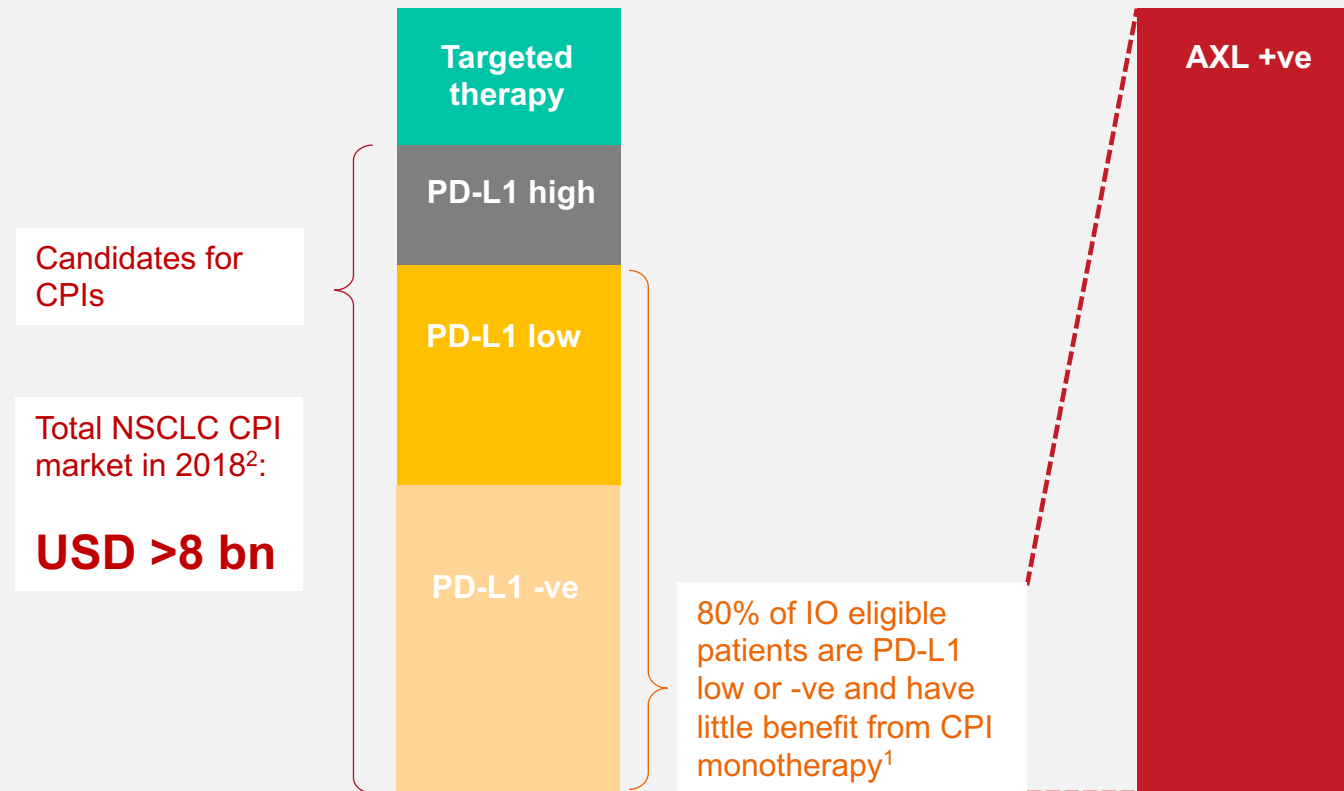 Targeted
therapy
AXL +ve
PD-L1 high
Candidates for
CPIs
PD-L1 low
Total NSCLC CPI
market in 2018²:
USD >8 bn
PD-L1 -ve
80% of IO eligible
patients are PD-L1
low or -ve and have
little benefit from CPI
monotherapy¹